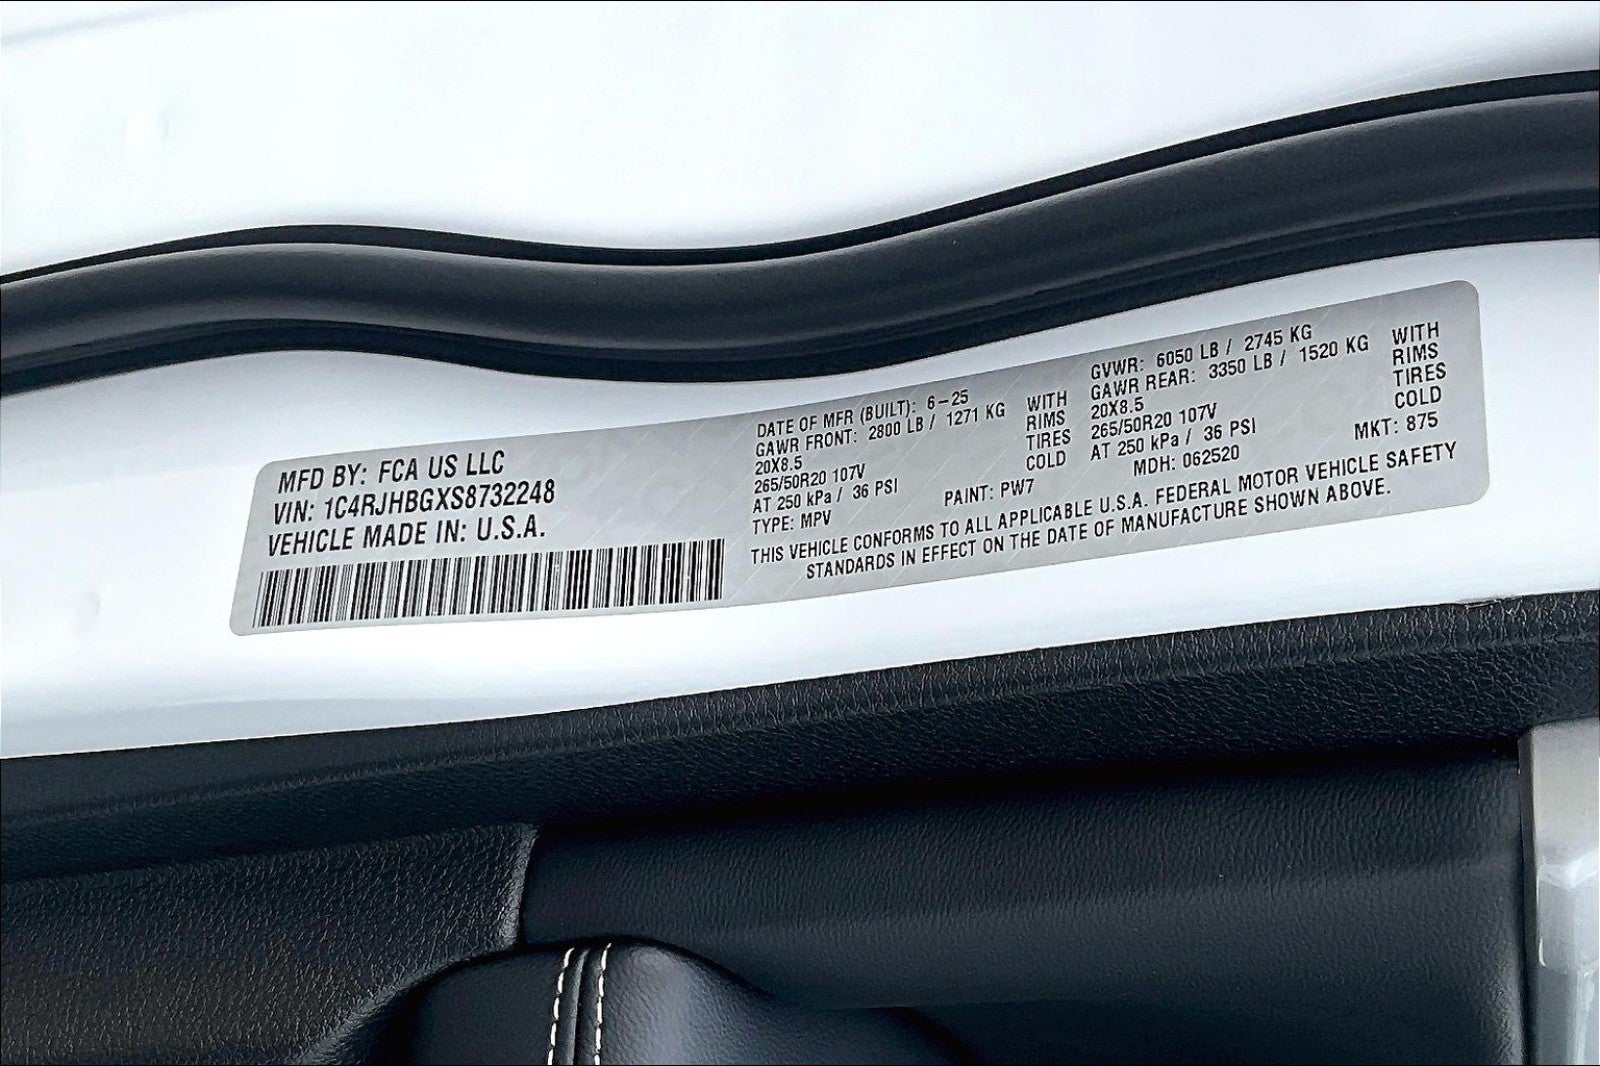 MFD BY: FCA US LLC
VIN: 1C4RJHBGXS8732248
VEHICLE MADE IN: U.S.A.
DATE OF MFR (BUILT): 6-25
GAWR FRONT: 2800 LB / 1271 KG WITH
20X8.5 RIMS
265/50R20 107V TIRES
AT 250 kPa / 36 PSI COLD
TYPE: MPV PAINT: PW7
GVWR: 6050 LB / 2745 KG
GAWR REAR: 3350 LB / 1520 KG WITH
20X8.5 RIMS
265/50R20 107V TIRES
AT 250 kPa / 36 PSI COLD
MDH: 062520 MKT: 875
THIS VEHICLE CONFORMS TO ALL APPLICABLE U.S.A. FEDERAL MOTOR VEHICLE SAFETY
STANDARDS IN EFFECT ON THE DATE OF MANUFACTURE SHOWN ABOVE.